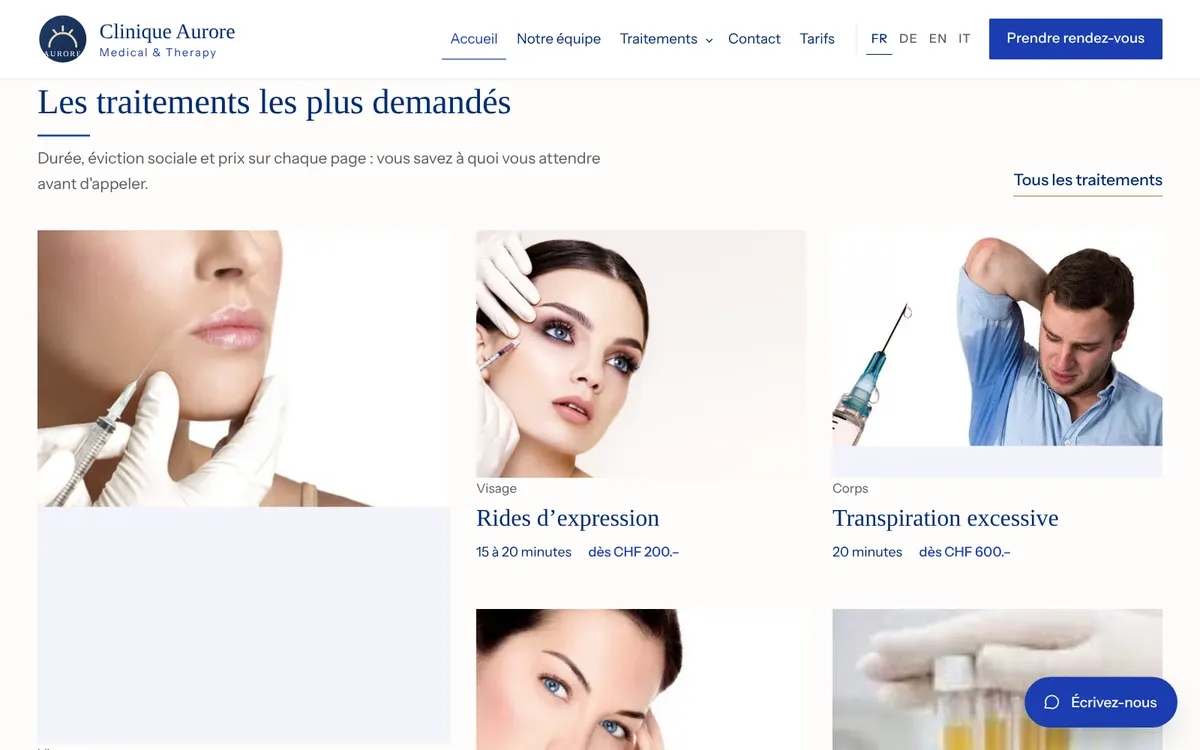 AURORE
Clinique Aurore
Medical & Therapy
Accueil
Notre équipe
Traitements
Contact
Tarifs
FR
DE
EN
IT
Prendre rendez-vous
Les traitements les plus demandés
Durée, éviction sociale et prix sur chaque page : vous savez à quoi vous attendre
avant d'appeler.
Tous les traitements
Visage
Rides d’expression
15 à 20 minutes dès CHF 200.–
Corps
Transpiration excessive
20 minutes dès CHF 600.–
Écrivez-nous